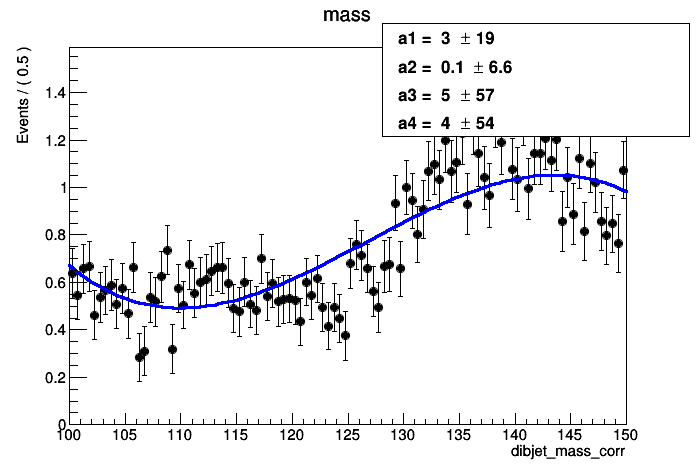 mass
a1 = 3 ± 19
a2 = 0.1 ± 6.6
a3 = 5 ± 57
a4 = 4 ± 54
Events / ( 0.5 )
1.4
1.2
1
0.8
0.6
0.4
0.2
0
100 105 110 115 120 125 130 135 140 145 150
dibjet_mass_corr